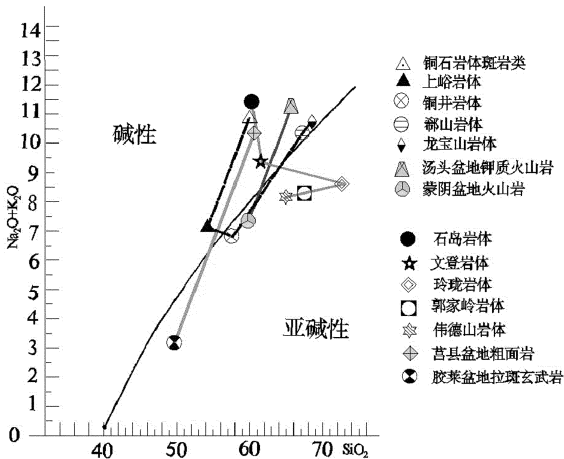 14
13
12
11
10
9
8
7
6
5
4
3
2
1
0
Na2O+K2O
碱性
亚碱性
40 50 60 70 SiO2
铜石岩体斑岩类
上峪岩体
铜井岩体
郗山岩体
龙宝山岩体
汤头盆地钾质火山岩
蒙阴盆地火山岩
石岛岩体
文登岩体
玲珑岩体
郭家岭岩体
伟德山岩体
莒县盆地粗面岩
胶莱盆地拉斑玄武岩